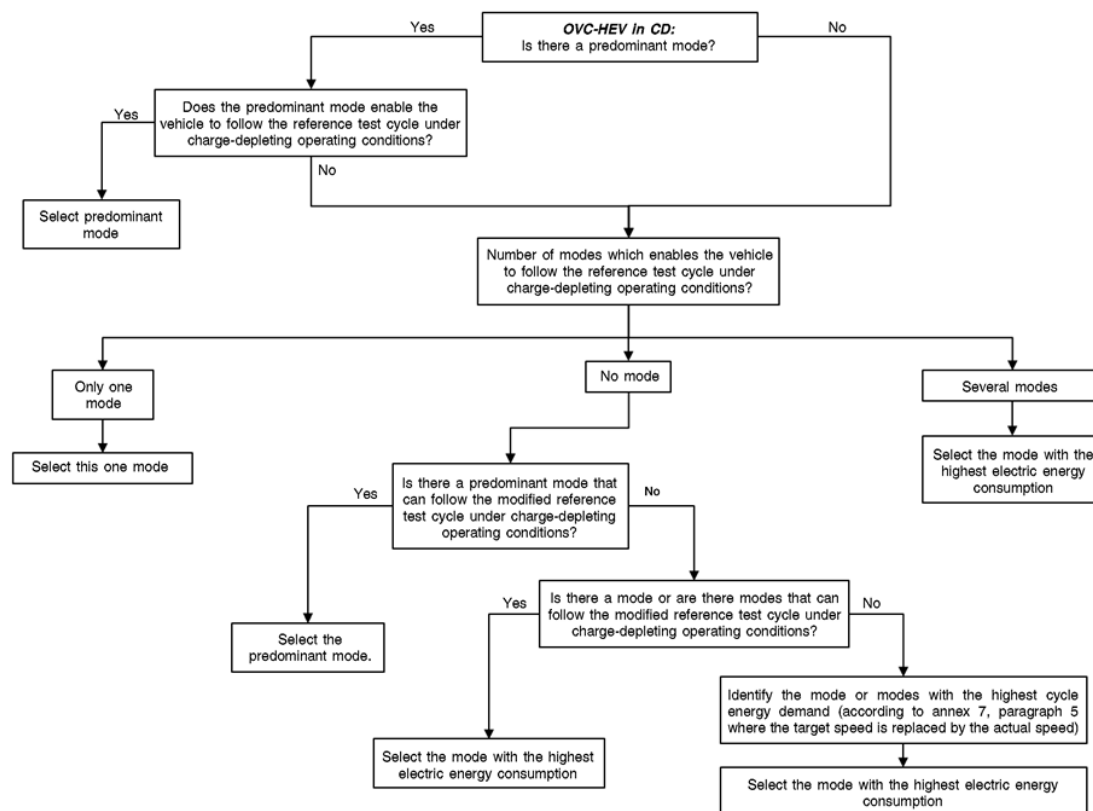 OVC-HEV in CD:
Is there a predominant mode?
Yes
No
Does the predominant mode enable the
vehicle to follow the reference test cycle under
charge-depleting operating conditions?
Yes
No
Select predominant
mode
Number of modes which enables the vehicle
to follow the reference test cycle under
charge-depleting operating conditions?
Only one
mode
No mode
Several modes
Select this one mode
Select the mode with the
highest electric energy
consumption
Is there a predominant mode that
can follow the modified reference
test cycle under charge-depleting
operating conditions?
Yes
No
Select the
predominant mode.
Is there a mode or are there modes that can
follow the modified reference test cycle under
charge-depleting operating conditions?
Yes
No
Select the mode with the highest
electric energy consumption
Identify the mode or modes with the highest cycle
energy demand (according to annex 7, paragraph 5
where the target speed is replaced by the actual speed)
Select the mode with the highest electric energy
consumption